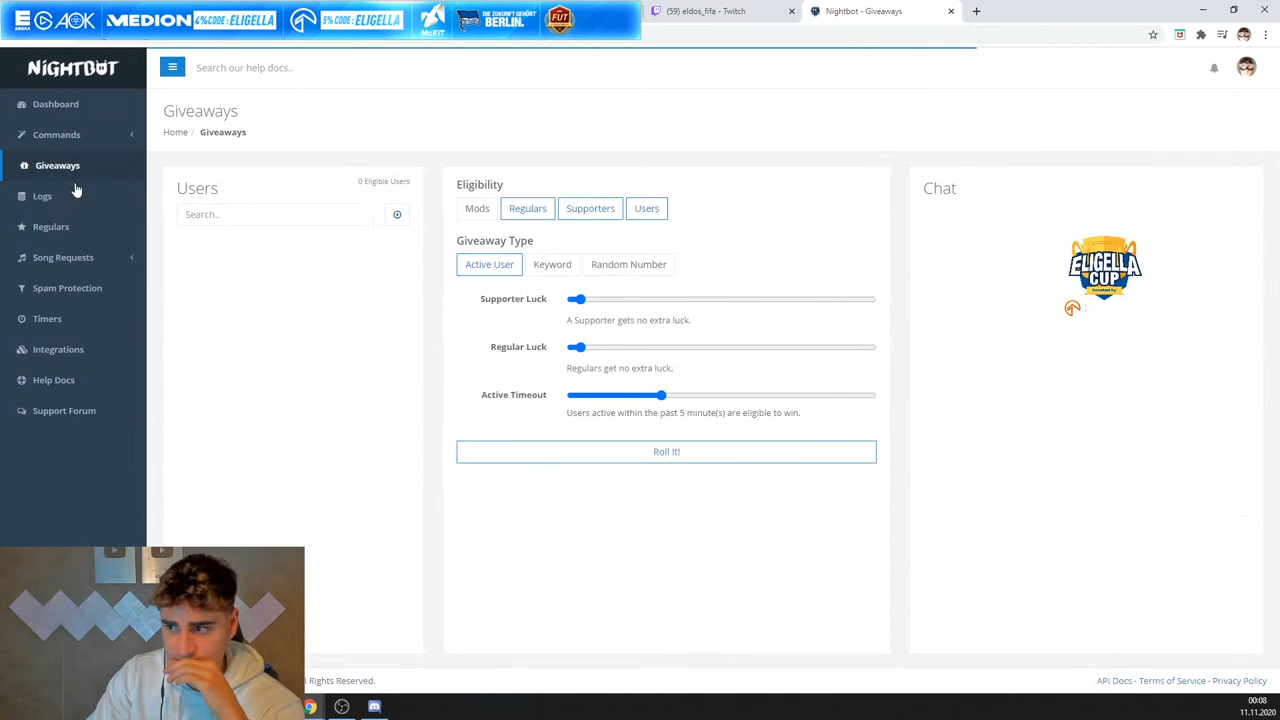 EMERIA
AOK
MEDION
4% CODE: ELIGELLA
5% CODE: ELIGELLA
McFIT
DIE ZUKUNFT GEHÖRT
BERLIN.
FUT
(59) eldos_fifa - Twitch
Nightbot - Giveaways
NIGHTBOT
Search our help docs..
Dashboard
Commands
Giveaways
Logs
Regulars
Song Requests
Spam Protection
Timers
Integrations
Help Docs
Support Forum
Giveaways
Home / Giveaways
Users
0 Eligible Users
Search..
Eligibility
Mods
Regulars
Supporters
Users
Giveaway Type
Active User
Keyword
Random Number
Supporter Luck
A Supporter gets no extra luck.
Regular Luck
Regulars get no extra luck.
Active Timeout
Users active within the past 5 minute(s) are eligible to win.
Roll It!
Chat
ELIGELLA
CUP
l Rights Reserved.
API Docs · Terms of Service · Privacy Policy
00:08
11.11.2020